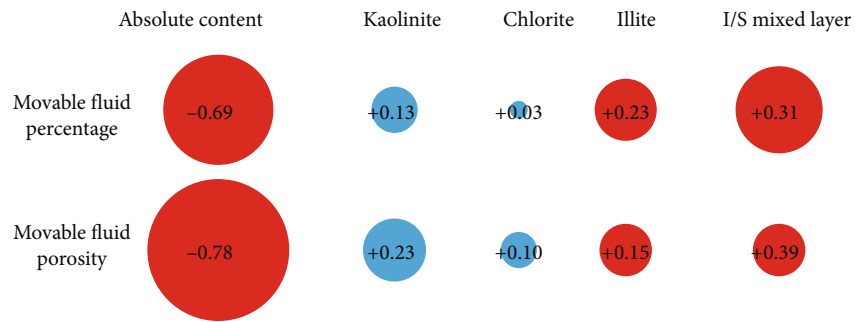 Absolute content Kaolinite Chlorite Illite I/S mixed layer
Movable fluid
percentage
−0.69 +0.13 +0.03 +0.23 +0.31
Movable fluid
porosity
−0.78 +0.23 +0.10 +0.15 +0.39